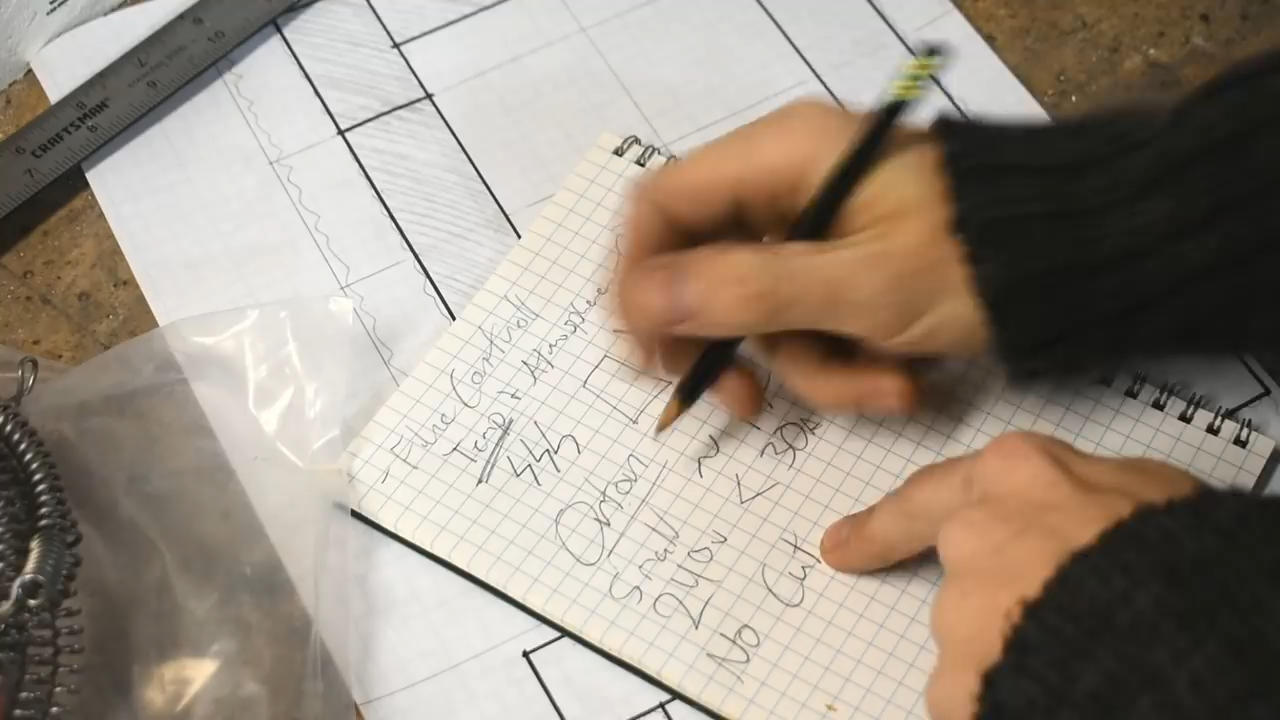 - Fine Control
Temp + Atmosphere
Orton
Small
240v
No Cut
~
< 30A
CRAFTSMAN